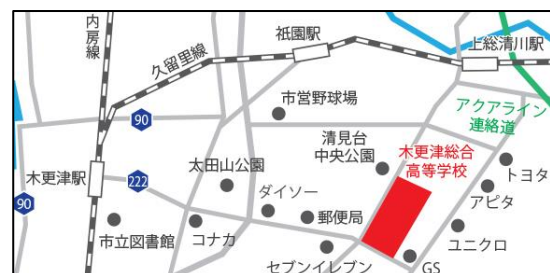 内房線
久留里線
祇園駅
上総清川駅
アクアライン
連絡道
市営野球場
90
清見台
中央公園
木更津総合
高等学校
太田山公園
トヨタ
木更津駅
222
ダイソー
アピタ
90
郵便局
ユニクロ
市立図書館
コナカ
セブンイレブン
GS